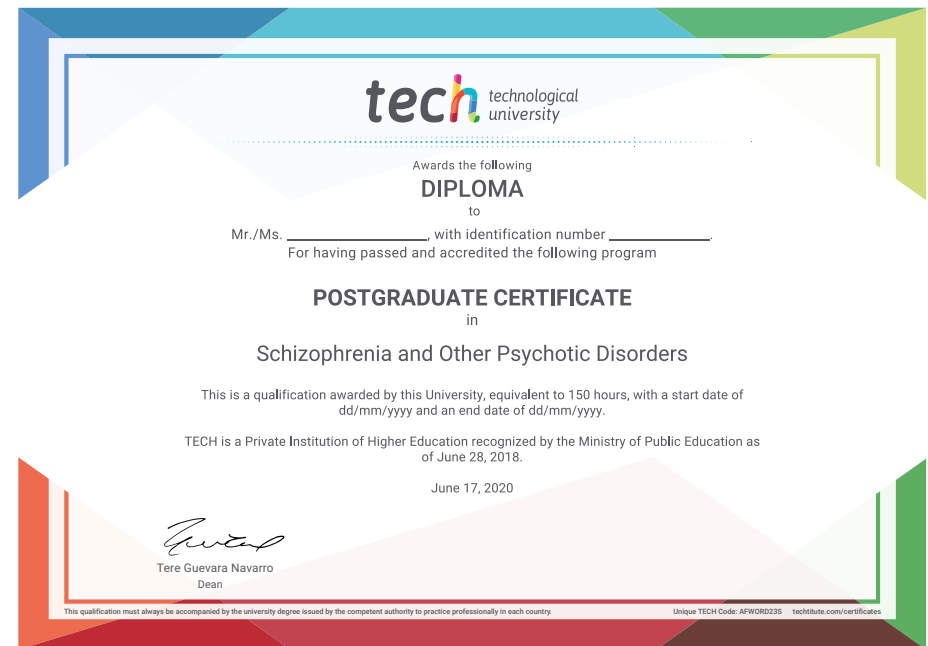 tech technological
university
Awards the following
DIPLOMA
to
Mr./Ms. _________________, with identification number ____________.
For having passed and accredited the following program
POSTGRADUATE CERTIFICATE
in
Schizophrenia and Other Psychotic Disorders
This is a qualification awarded by this University, equivalent to 150 hours, with a start date of
dd/mm/yyyy and an end date of dd/mm/yyyy.
TECH is a Private Institution of Higher Education recognized by the Ministry of Public Education as
of June 28, 2018.
June 17, 2020
Tere Guevara Navarro
Dean
This qualification must always be accompanied by the university degree issued by the competent authority to practice professionally in each country.
Unique TECH Code: AFWORD23S techtitute.com/certificates